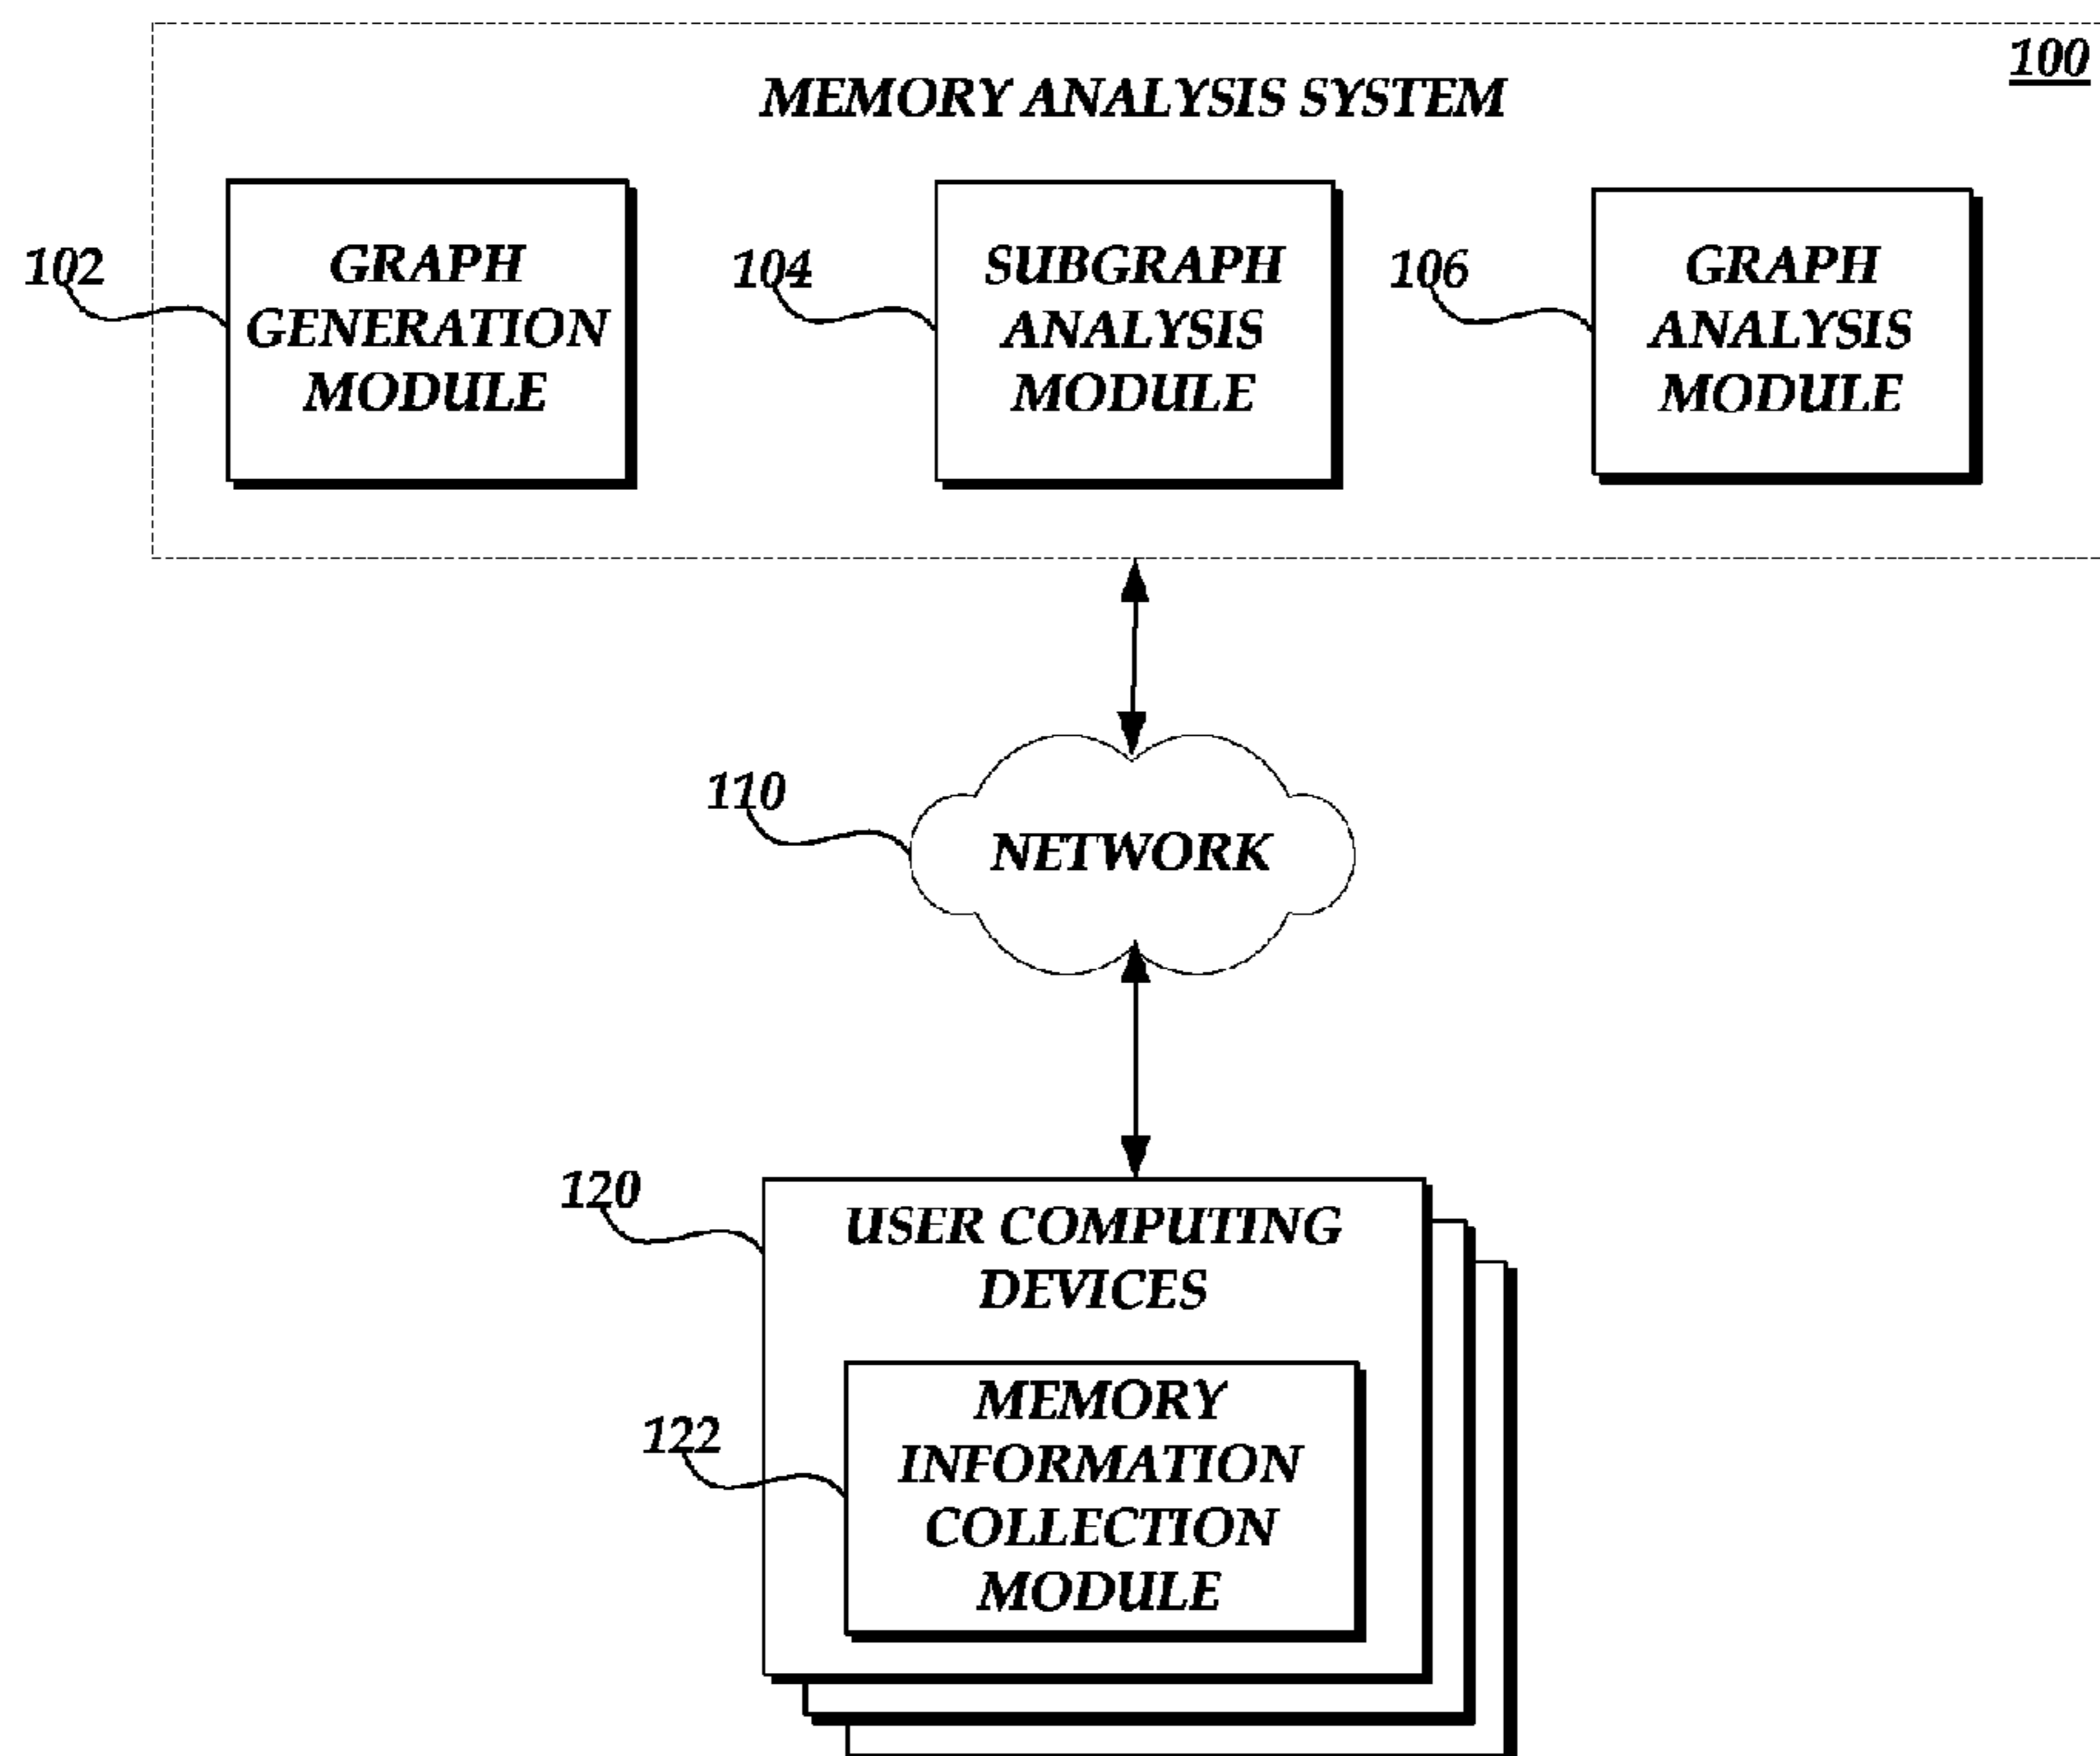 100
MEMORY ANALYSIS SYSTEM
102
GRAPH
GENERATION
MODULE
104
SUBGRAPH
ANALYSIS
MODULE
106
GRAPH
ANALYSIS
MODULE
110
NETWORK
120
USER COMPUTING
DEVICES
122
MEMORY
INFORMATION
COLLECTION
MODULE